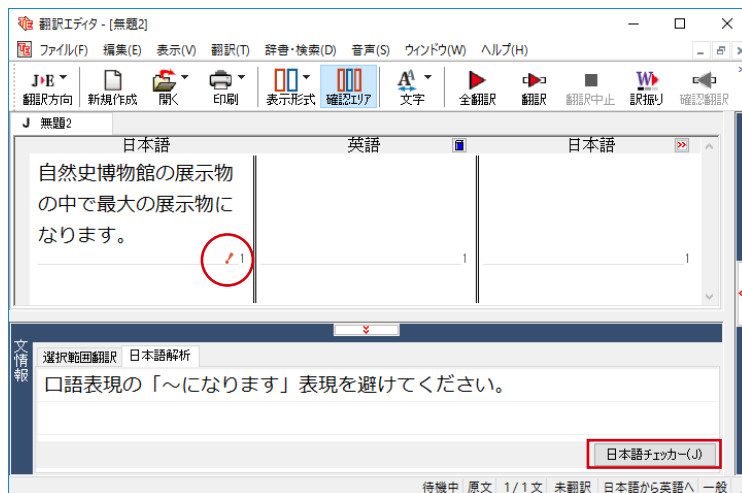 翻訳エディタ - [無題2]
ファイル(F) 編集(E) 表示(V) 翻訳(T) 辞書・検索(D) 音声(S) ウィンドウ(W) ヘルプ(H)
J▶E
翻訳方向 新規作成 開く 印刷 表示形式 確認エリア 文字 全翻訳 翻訳 翻訳中止 訳振り 確認翻訳
J 無題2
日本語 英語 日本語
自然史博物館の展示物
の中で最大の展示物に
なります。
1 1 1
文情報
選択範囲翻訳 日本語解析
口語表現の「～になります」表現を避けてください。
日本語チェッカー(J)
待機中 原文 1/1文 未翻訳 日本語から英語へ 一般